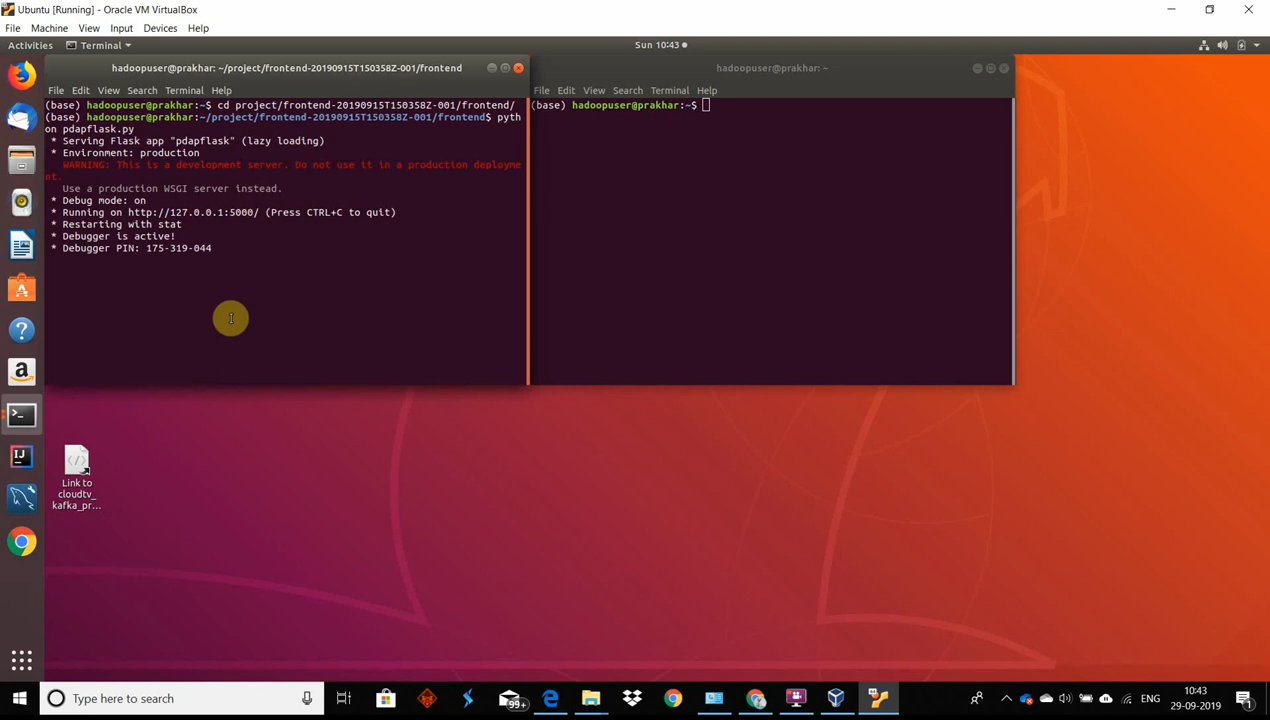 Ubuntu [Running] - Oracle VM VirtualBox
File Machine View Input Devices Help
Activities Terminal Sun 10:43
hadoopuser@prakhar: ~/project/frontend-20190915T150358Z-001/frontend
File Edit View Search Terminal Help
(base) hadoopuser@prakhar:~$ cd project/frontend-20190915T150358Z-001/frontend/
(base) hadoopuser@prakhar:~/project/frontend-20190915T150358Z-001/frontend$ pyth
on pdapflask.py
* Serving Flask app "pdapflask" (lazy loading)
* Environment: production
WARNING: This is a development server. Do not use it in a production deployme
nt.
Use a production WSGI server instead.
* Debug mode: on
* Running on http://127.0.0.1:5000/ (Press CTRL+C to quit)
* Restarting with stat
* Debugger is active!
* Debugger PIN: 175-319-044
hadoopuser@prakhar: ~
File Edit View Search Terminal Help
(base) hadoopuser@prakhar:~$
Link to
cloudtv_
kafka_pr...
Type here to search
99+
ENG
10:43
29-09-2019
1